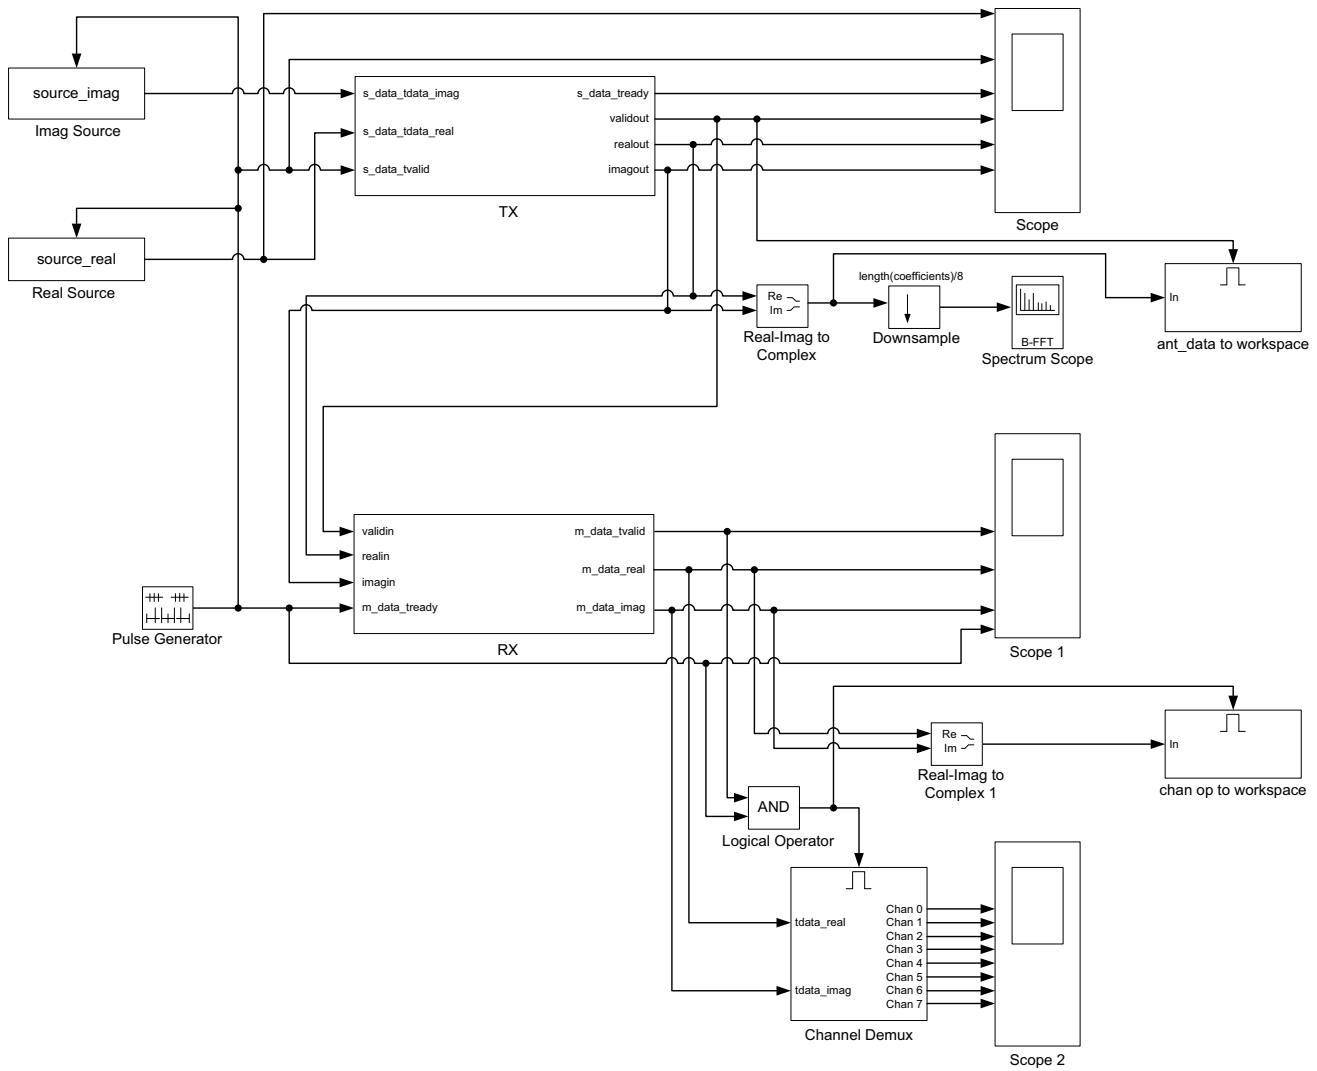 source_imag
Imag Source
source_real
Real Source
s_data_tdata_imag
s_data_tdata_real
s_data_tvalid
s_data_tready
validout
realout
imagout
TX
Scope
Re
Im
Real-Imag to
Complex
length(coefficients)/8
Downsample
B-FFT
Spectrum Scope
In
ant_data to workspace
Pulse Generator
validin
realin
imagin
m_data_tready
m_data_tvalid
m_data_real
m_data_imag
RX
Scope 1
Re
Im
Real-Imag to
Complex 1
In
chan op to workspace
AND
Logical Operator
tdata_real
tdata_imag
Chan 0
Chan 1
Chan 2
Chan 3
Chan 4
Chan 5
Chan 6
Chan 7
Channel Demux
Scope 2